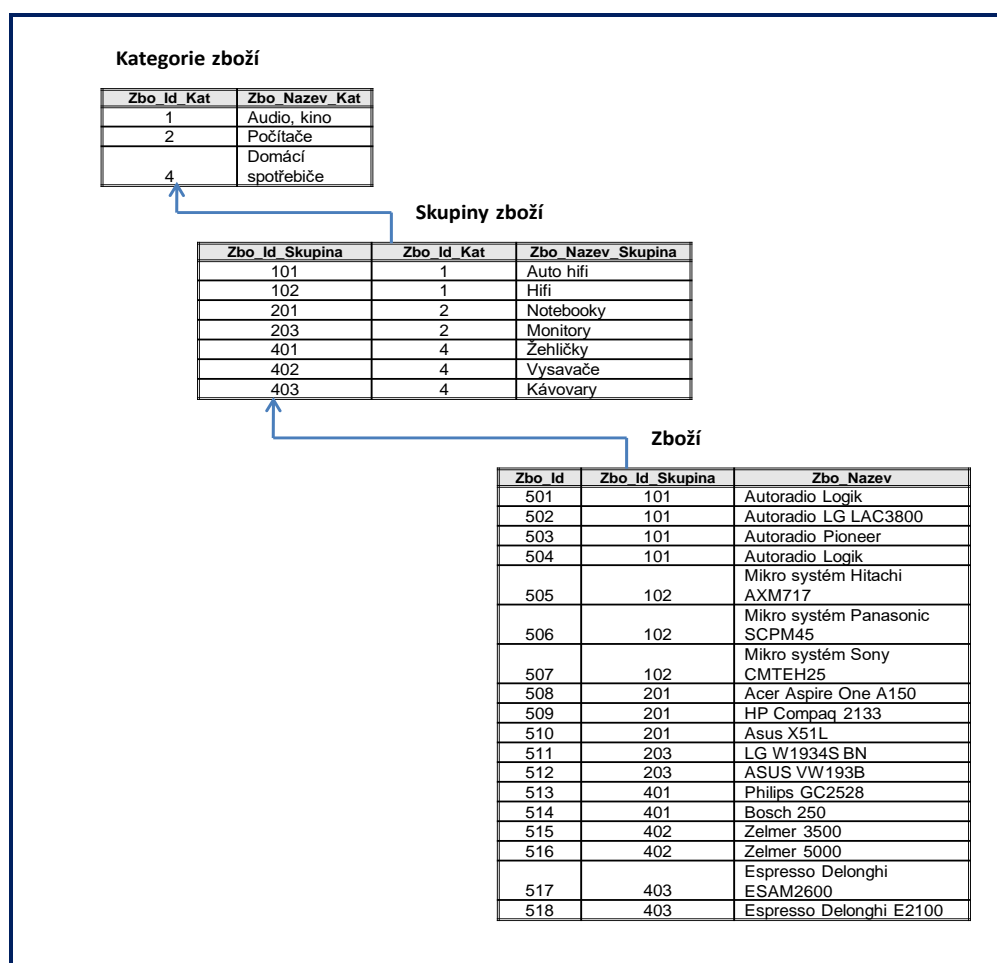 Kategorie zboží
Zbo_Id_Kat Zbo_Nazev_Kat
1 Audio, kino
2 Počítače
Domácí
4 spotřebiče
Skupiny zboží
Zbo_Id_Skupina Zbo_Id_Kat Zbo_Nazev_Skupina
101 1 Auto hifi
102 1 Hifi
201 2 Notebooky
203 2 Monitory
401 4 Žehličky
402 4 Vysavače
403 4 Kávovary
Zboží
Zbo_Id Zbo_Id_Skupina Zbo_Nazev
501 101 Autoradio Logik
502 101 Autoradio LG LAC3800
503 101 Autoradio Pioneer
504 101 Autoradio Logik
Mikro systém Hitachi
505 102 AXM717
Mikro systém Panasonic
506 102 SCPM45
Mikro systém Sony
507 102 CMTEH25
508 201 Acer Aspire One A150
509 201 HP Compaq 2133
510 201 Asus X51L
511 203 LG W1934S BN
512 203 ASUS VW193B
513 401 Philips GC2528
514 401 Bosch 250
515 402 Zelmer 3500
516 402 Zelmer 5000
Espresso Delonghi
517 403 ESAM2600
518 403 Espresso Delonghi E2100